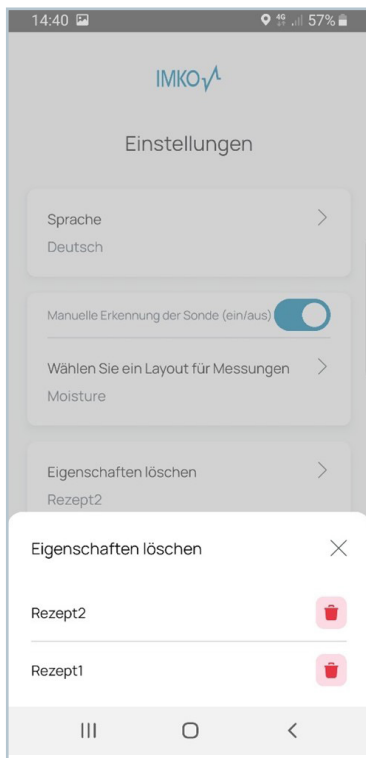 14:40
4G 57%
IMKO
Einstellungen
Sprache
Deutsch
Manuelle Erkennung der Sonde (ein/aus)
Wählen Sie ein Layout für Messungen
Moisture
Eigenschaften löschen
Rezept2
Eigenschaften löschen
Rezept2
Rezept1